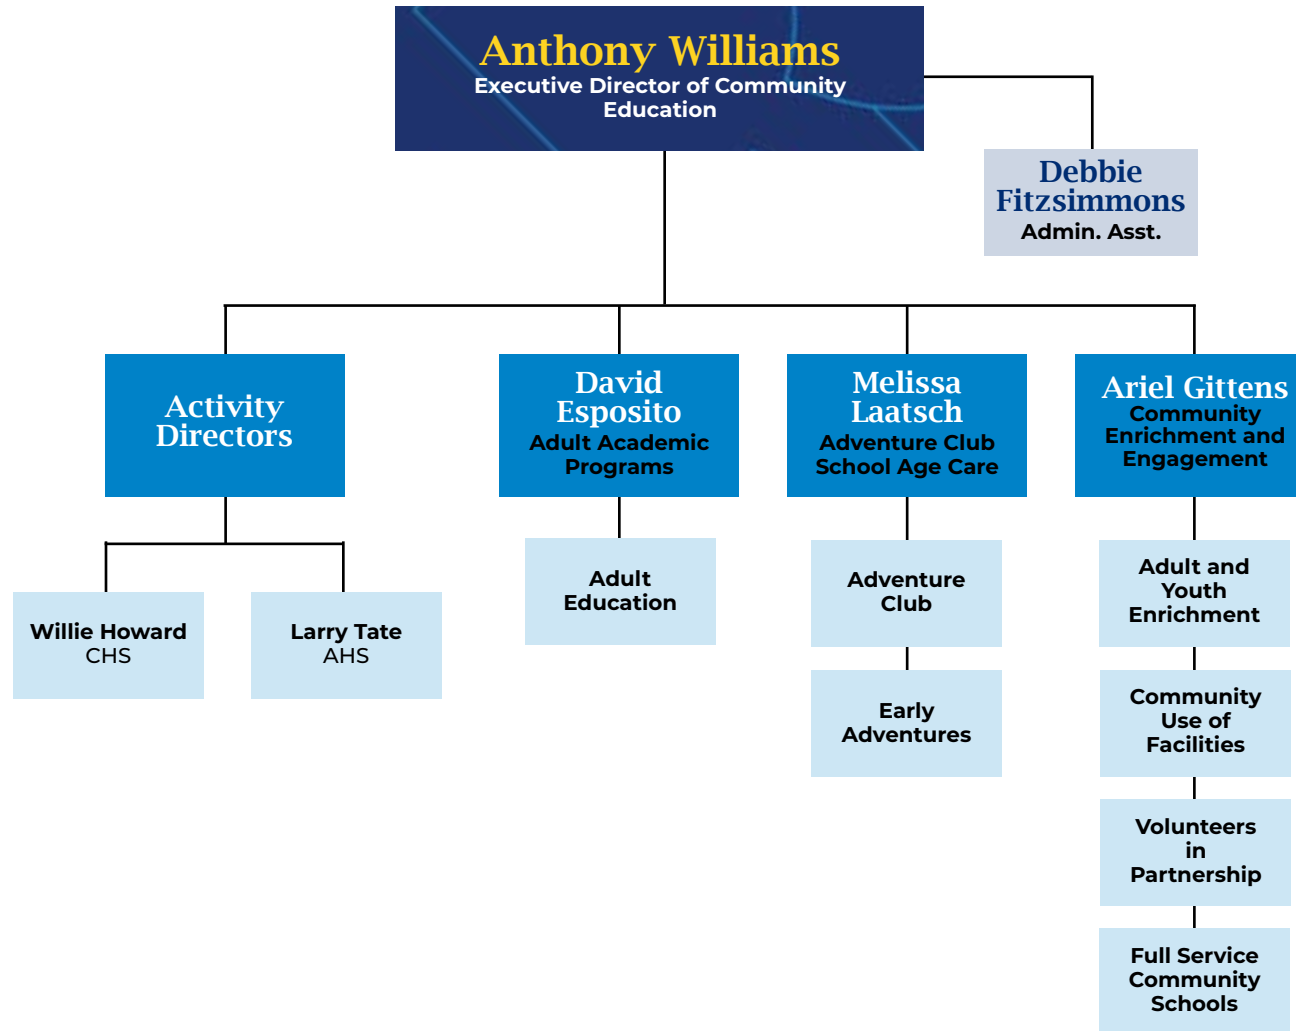 Anthony Williams
Executive Director of Community
Education
Debbie
Fitzsimmons
Admin. Asst.
Activity
Directors
David
Esposito
Adult Academic
Programs
Melissa
Laatsch
Adventure Club
School Age Care
Ariel Gittens
Community
Enrichment and
Engagement
Willie Howard
CHS
Larry Tate
AHS
Adult
Education
Adventure
Club
Early
Adventures
Adult and
Youth
Enrichment
Community
Use of
Facilities
Volunteers
in
Partnership
Full Service
Community
Schools